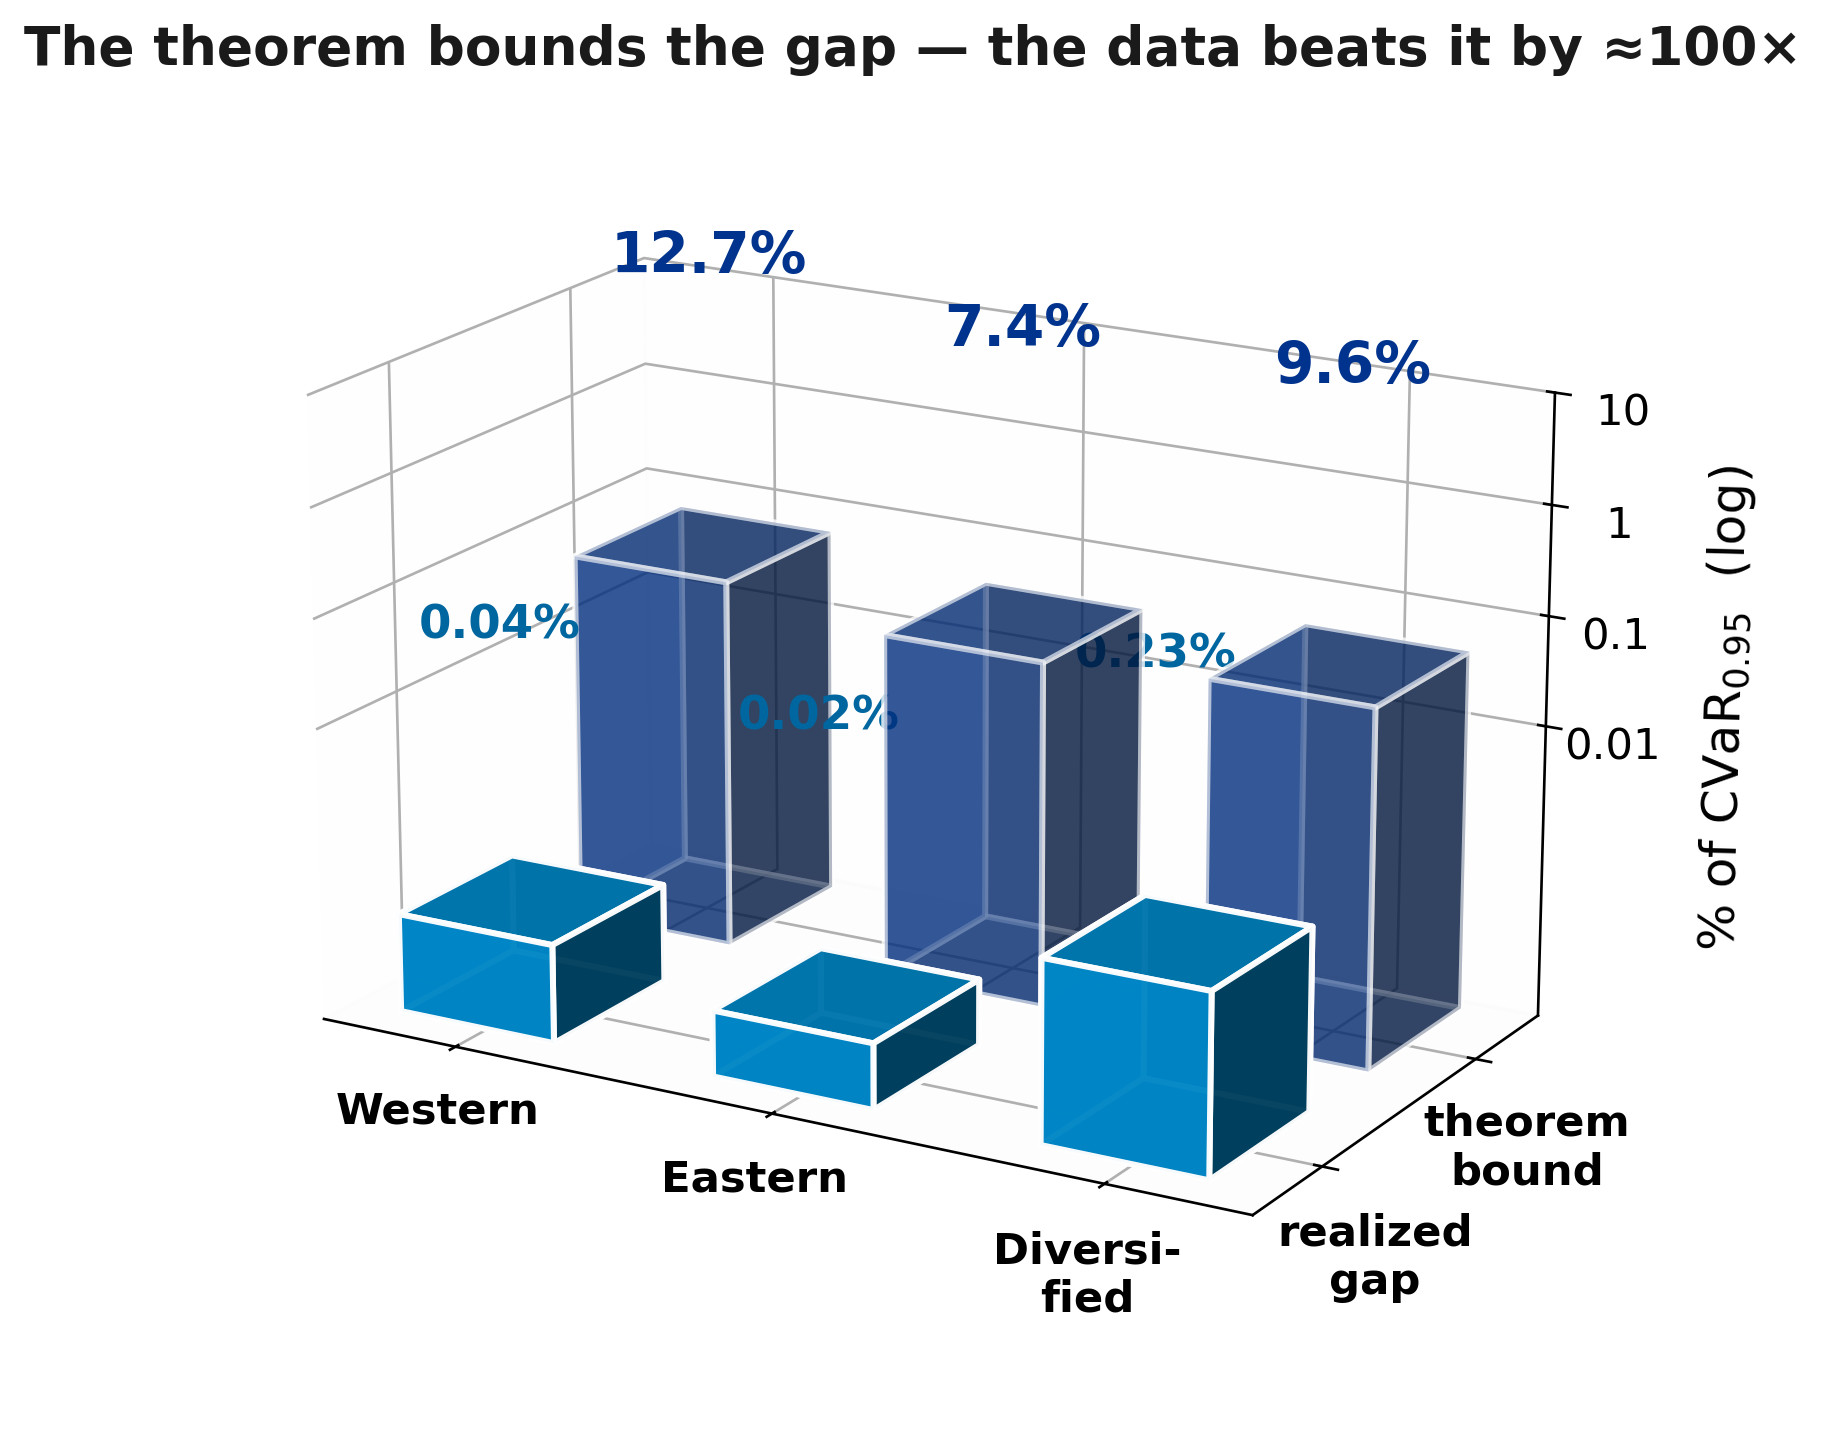 The theorem bounds the gap — the data beats it by ≈100×
12.7%
7.4%
9.6%
0.04%
0.02%
0.23%
10
1
0.1
0.01
% of CVaR0.95 (log)
Western
Eastern
Diversi-
fied
theorem
bound
realized
gap